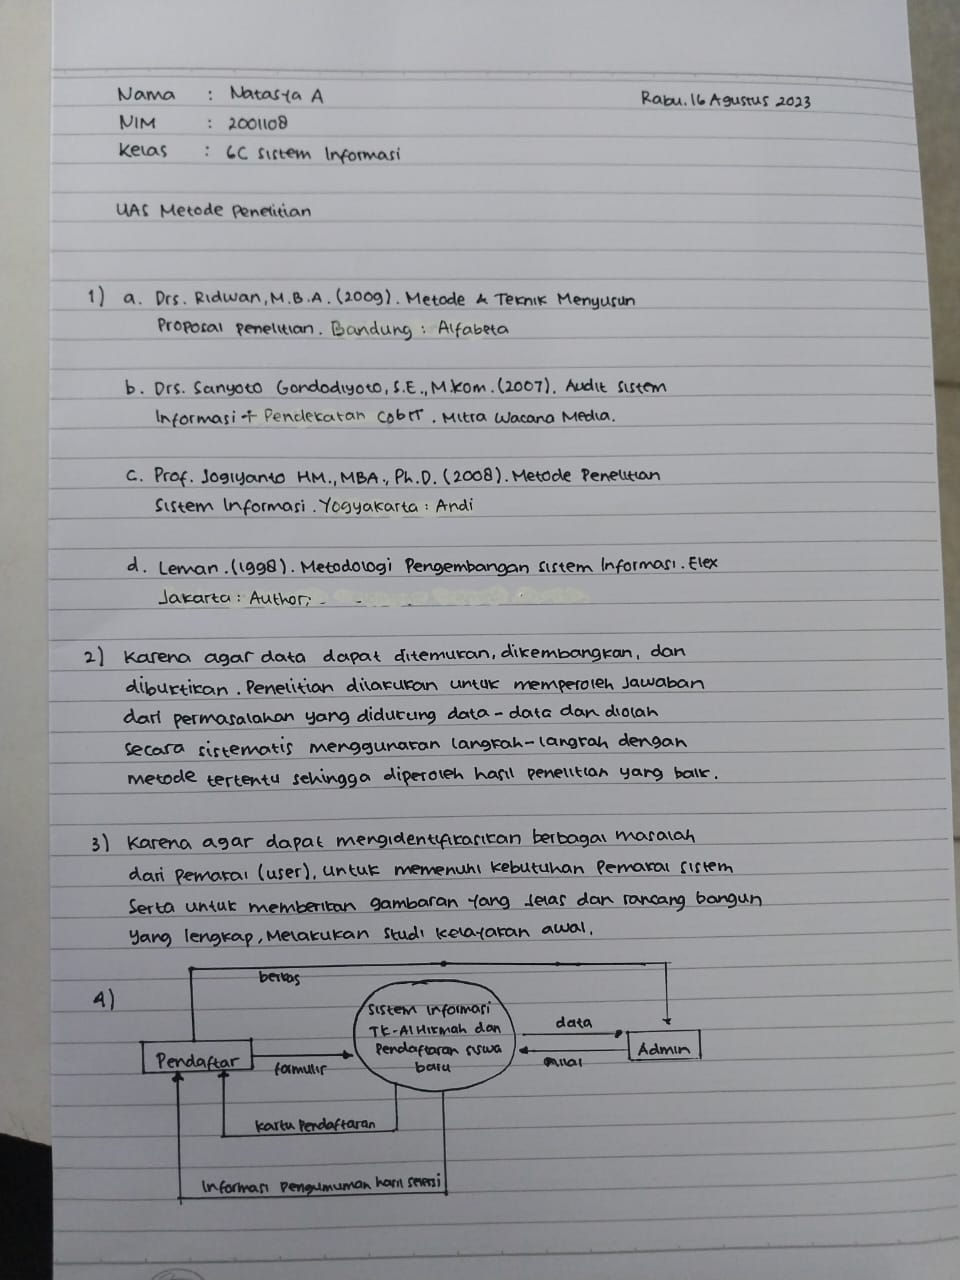 Nama : Natasya A
Rabu, 16 Agustus 2023
NIM : 2001108
Kelas : 6C Sistem Informasi
UAS Metode Penelitian
1) a. Drs. Ridwan, M.B.A. (2009). Metode & Teknik Menyusun
Proposal penelitian. Bandung : Alfabeta
b. Drs. Sanyoto Gondodiyoto, S.E., M.kom. (2007). Audit sistem
Informasi + Pendekatan CobIT. Mitra Wacana Media.
c. Prof. Jogiyanto HM., MBA., Ph.D. (2008). Metode Penelitian
Sistem Informasi. Yogyakarta : Andi
d. Leman. (1998). Metodologi Pengembangan sistem Informasi. Elex
Jakarta : Author;
2) Karena agar data dapat ditemukan, dikembangkan, dan
dibuktikan. Penelitian dilakukan untuk memperoleh Jawaban
dari permasalahan yang didukung data-data dan diolah
secara sistematis menggunakan langkah-langkah dengan
metode tertentu sehingga diperoleh hasil penelitian yang baik.
3) Karena agar dapat mengidentifikasikan berbagai masalah
dari Pemakai (user), untuk memenuhi kebutuhan Pemakai sistem
Serta untuk memberikan gambaran yang jelas dan rancang bangun
yang lengkap, Melakukan studi kelayakan awal.
4)
berkas
Sistem informasi
TK-Al Hikmah dan
Pendaftaran siswa
baru
data
Pendaftar
formulir
Admin
Kartu Pendaftaran
Informasi Pengumuman hasil seleksi